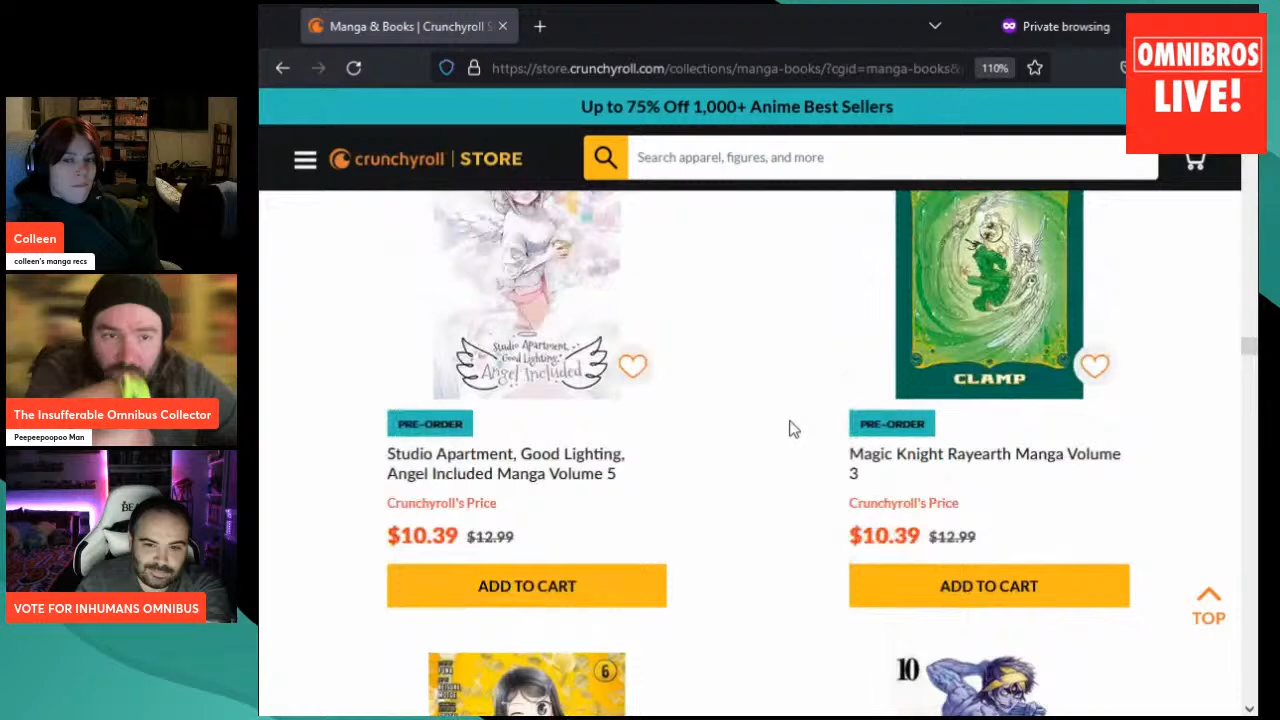 Manga & Books | Crunchyroll S
Private browsing
https://store.crunchyroll.com/collections/manga-books/?cgid=manga-books&
110%
OMNIBROS
LIVE!
Up to 75% Off 1,000+ Anime Best Sellers
crunchyroll | STORE
Search apparel, figures, and more
Colleen
colleen's manga recs
The Insufferable Omnibus Collector
Peepeepoopoo Man
VOTE FOR INHUMANS OMNIBUS
Studio Apartment,
Good Lighting,
Angel Included
CLAMP
PRE-ORDER
Studio Apartment, Good Lighting,
Angel Included Manga Volume 5
Crunchyroll's Price
$10.39 $12.99
ADD TO CART
PRE-ORDER
Magic Knight Rayearth Manga Volume
3
Crunchyroll's Price
$10.39 $12.99
ADD TO CART
TOP
6
10